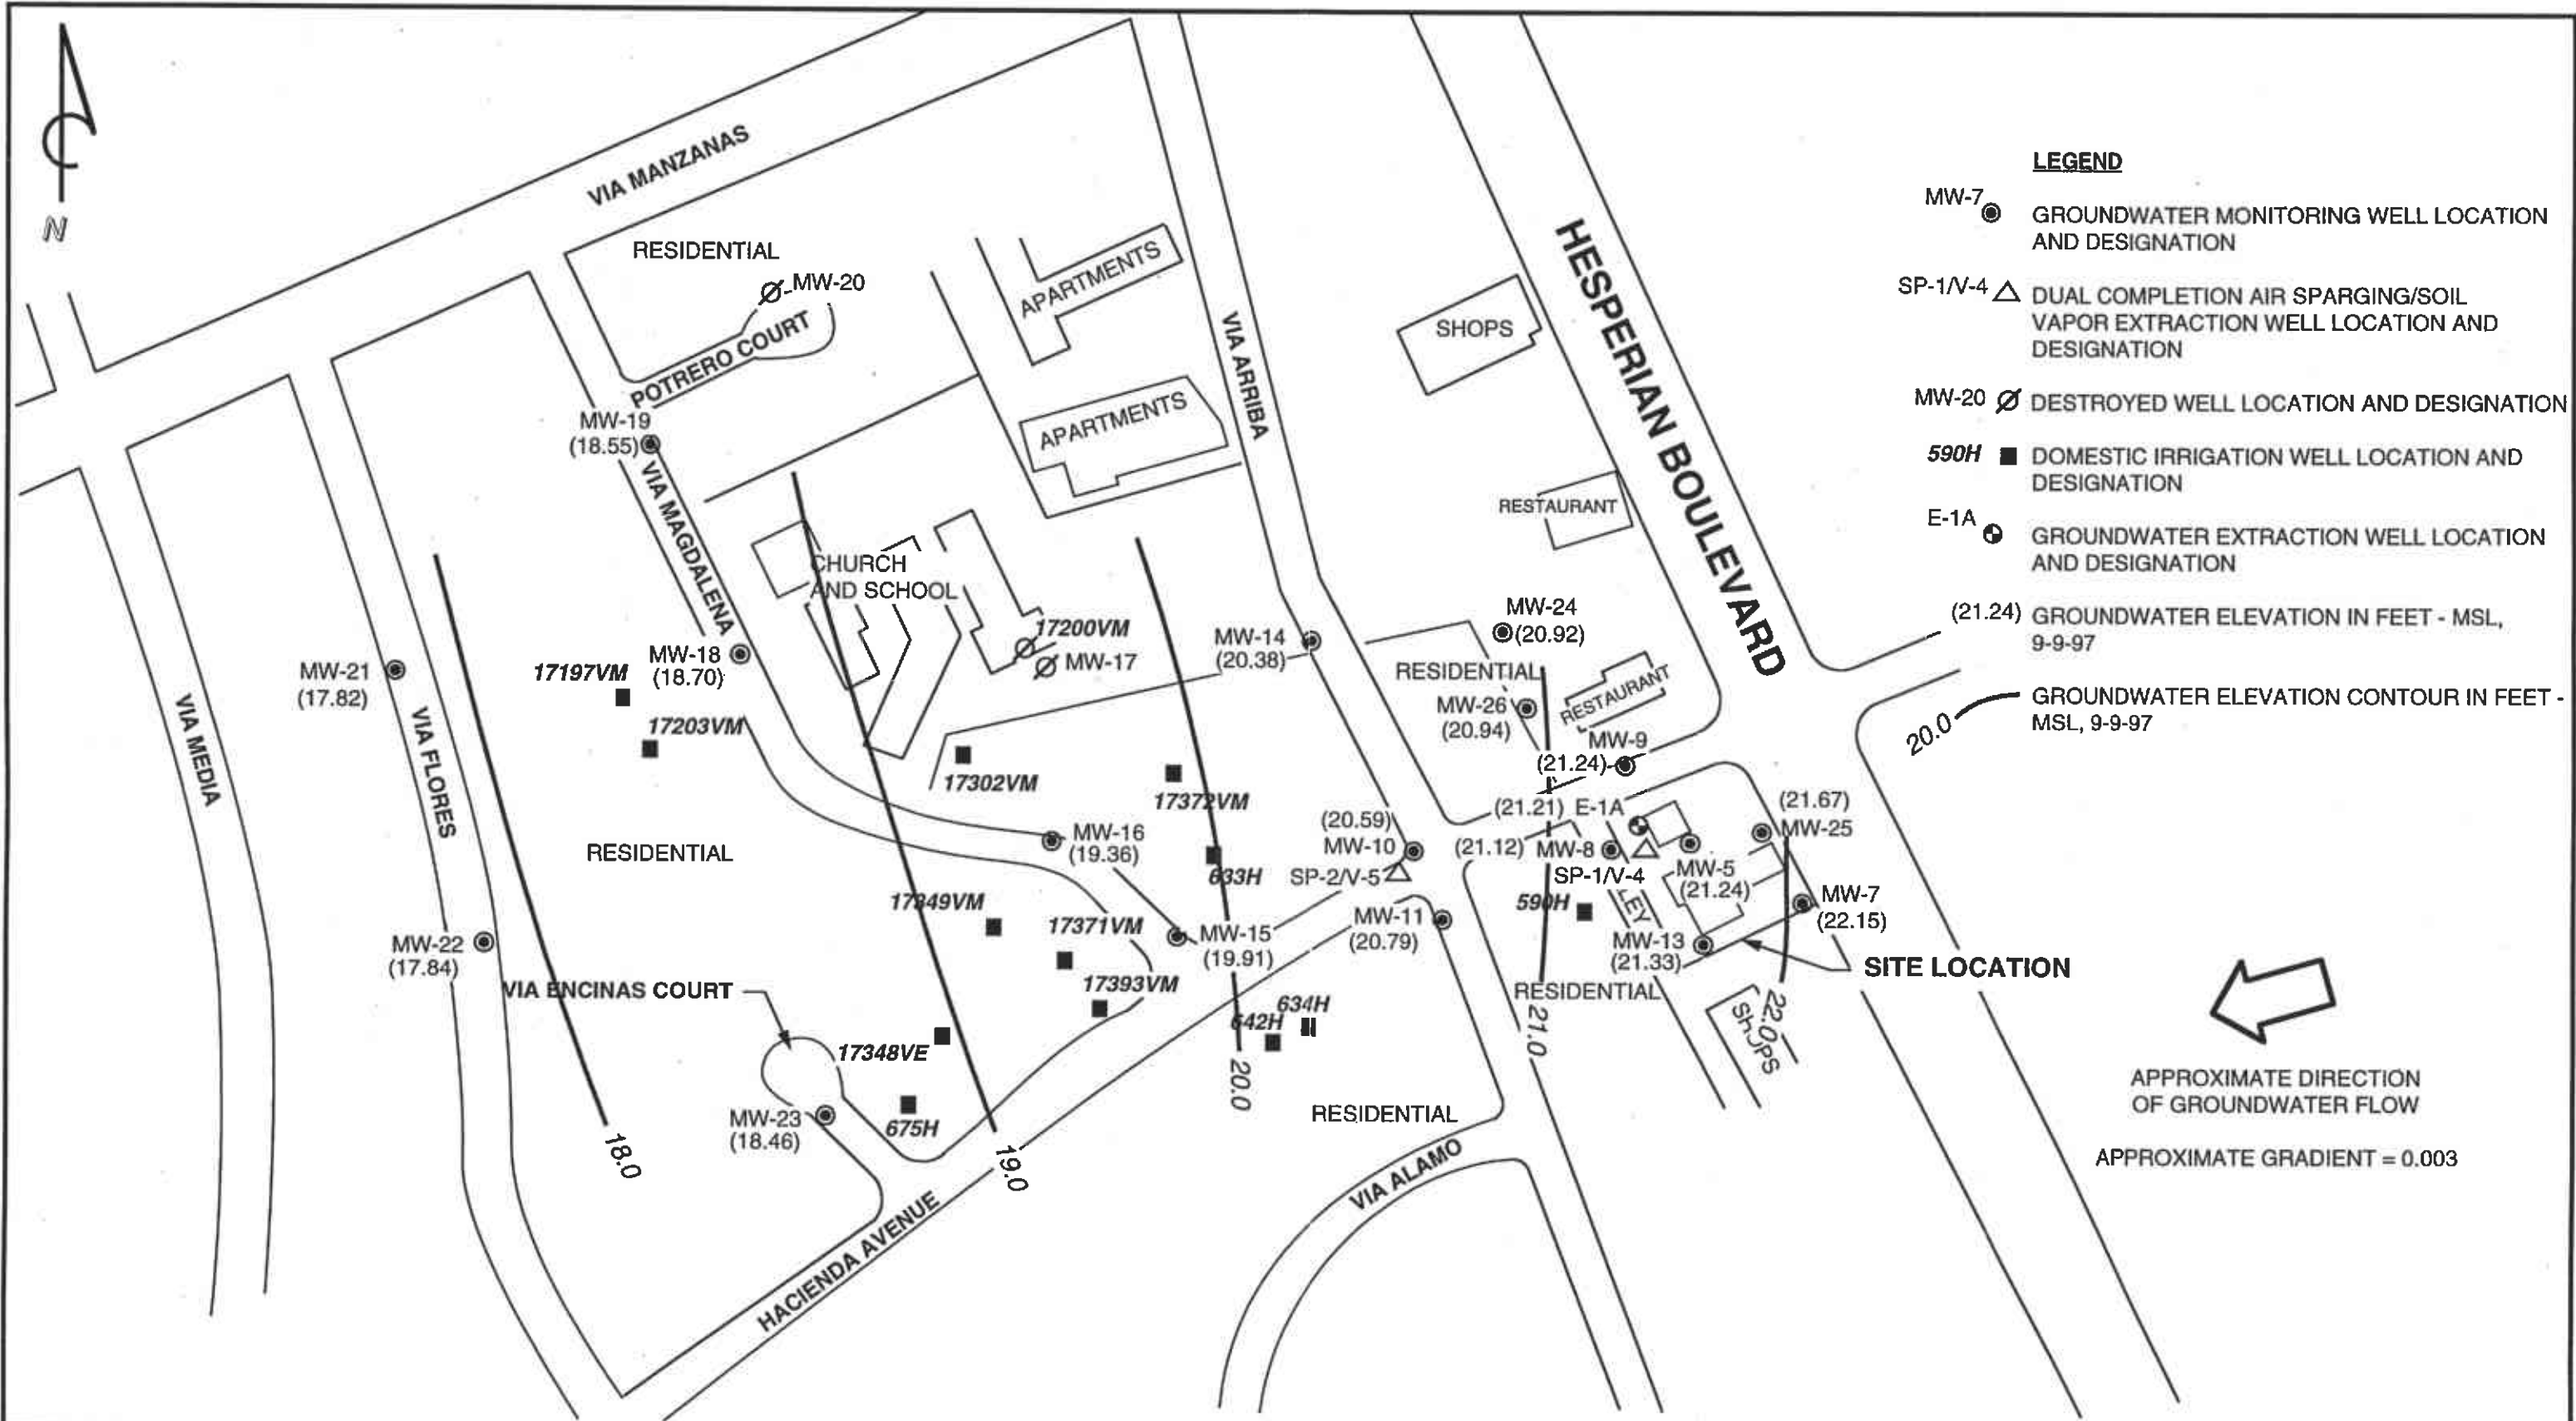 N
VIA MANZANAS
RESIDENTIAL
MW-20
POTRERO COURT
APARTMENTS
APARTMENTS
VIA ARRIBA
SHOPS
HESPERIAN BOULEVARD
RESTAURANT
LEGEND
MW-7
GROUNDWATER MONITORING WELL LOCATION
AND DESIGNATION
SP-1/V-4
DUAL COMPLETION AIR SPARGING/SOIL
VAPOR EXTRACTION WELL LOCATION AND
DESIGNATION
MW-20
DESTROYED WELL LOCATION AND DESIGNATION
590H
DOMESTIC IRRIGATION WELL LOCATION AND
DESIGNATION
E-1A
GROUNDWATER EXTRACTION WELL LOCATION
AND DESIGNATION
(21.24)
GROUNDWATER ELEVATION IN FEET - MSL,
9-9-97
20.0
GROUNDWATER ELEVATION CONTOUR IN FEET -
MSL, 9-9-97
MW-19
(18.55)
VIA MAGDALENA
CHURCH
AND SCHOOL
17200VM
MW-17
MW-14
(20.38)
MW-24
(20.92)
RESIDENTIAL
RESTAURANT
MW-26
(20.94)
MW-9
(21.24)
MW-21
(17.82)
VIA MEDIA
VIA FLORES
17197VM
MW-18
(18.70)
17203VM
17302VM
17372VM
RESIDENTIAL
MW-16
(19.36)
633H
(20.59)
MW-10
SP-2/V-5
(21.21) E-1A
(21.12) MW-8
SP-1/V-4
(21.67)
MW-25
MW-5
(21.24)
MW-7
(22.15)
590H
LEY
MW-13
(21.33)
SITE LOCATION
17349VM
17371VM
MW-15
(19.91)
MW-11
(20.79)
MW-22
(17.84)
VIA ENCINAS COURT
17393VM
634H
642H
RESIDENTIAL
21.0
22.0
SHOPS
17348VE
675H
MW-23
(18.46)
18.0
19.0
20.0
RESIDENTIAL
VIA ALAMO
HACIENDA AVENUE
APPROXIMATE DIRECTION
OF GROUNDWATER FLOW
APPROXIMATE GRADIENT = 0.003